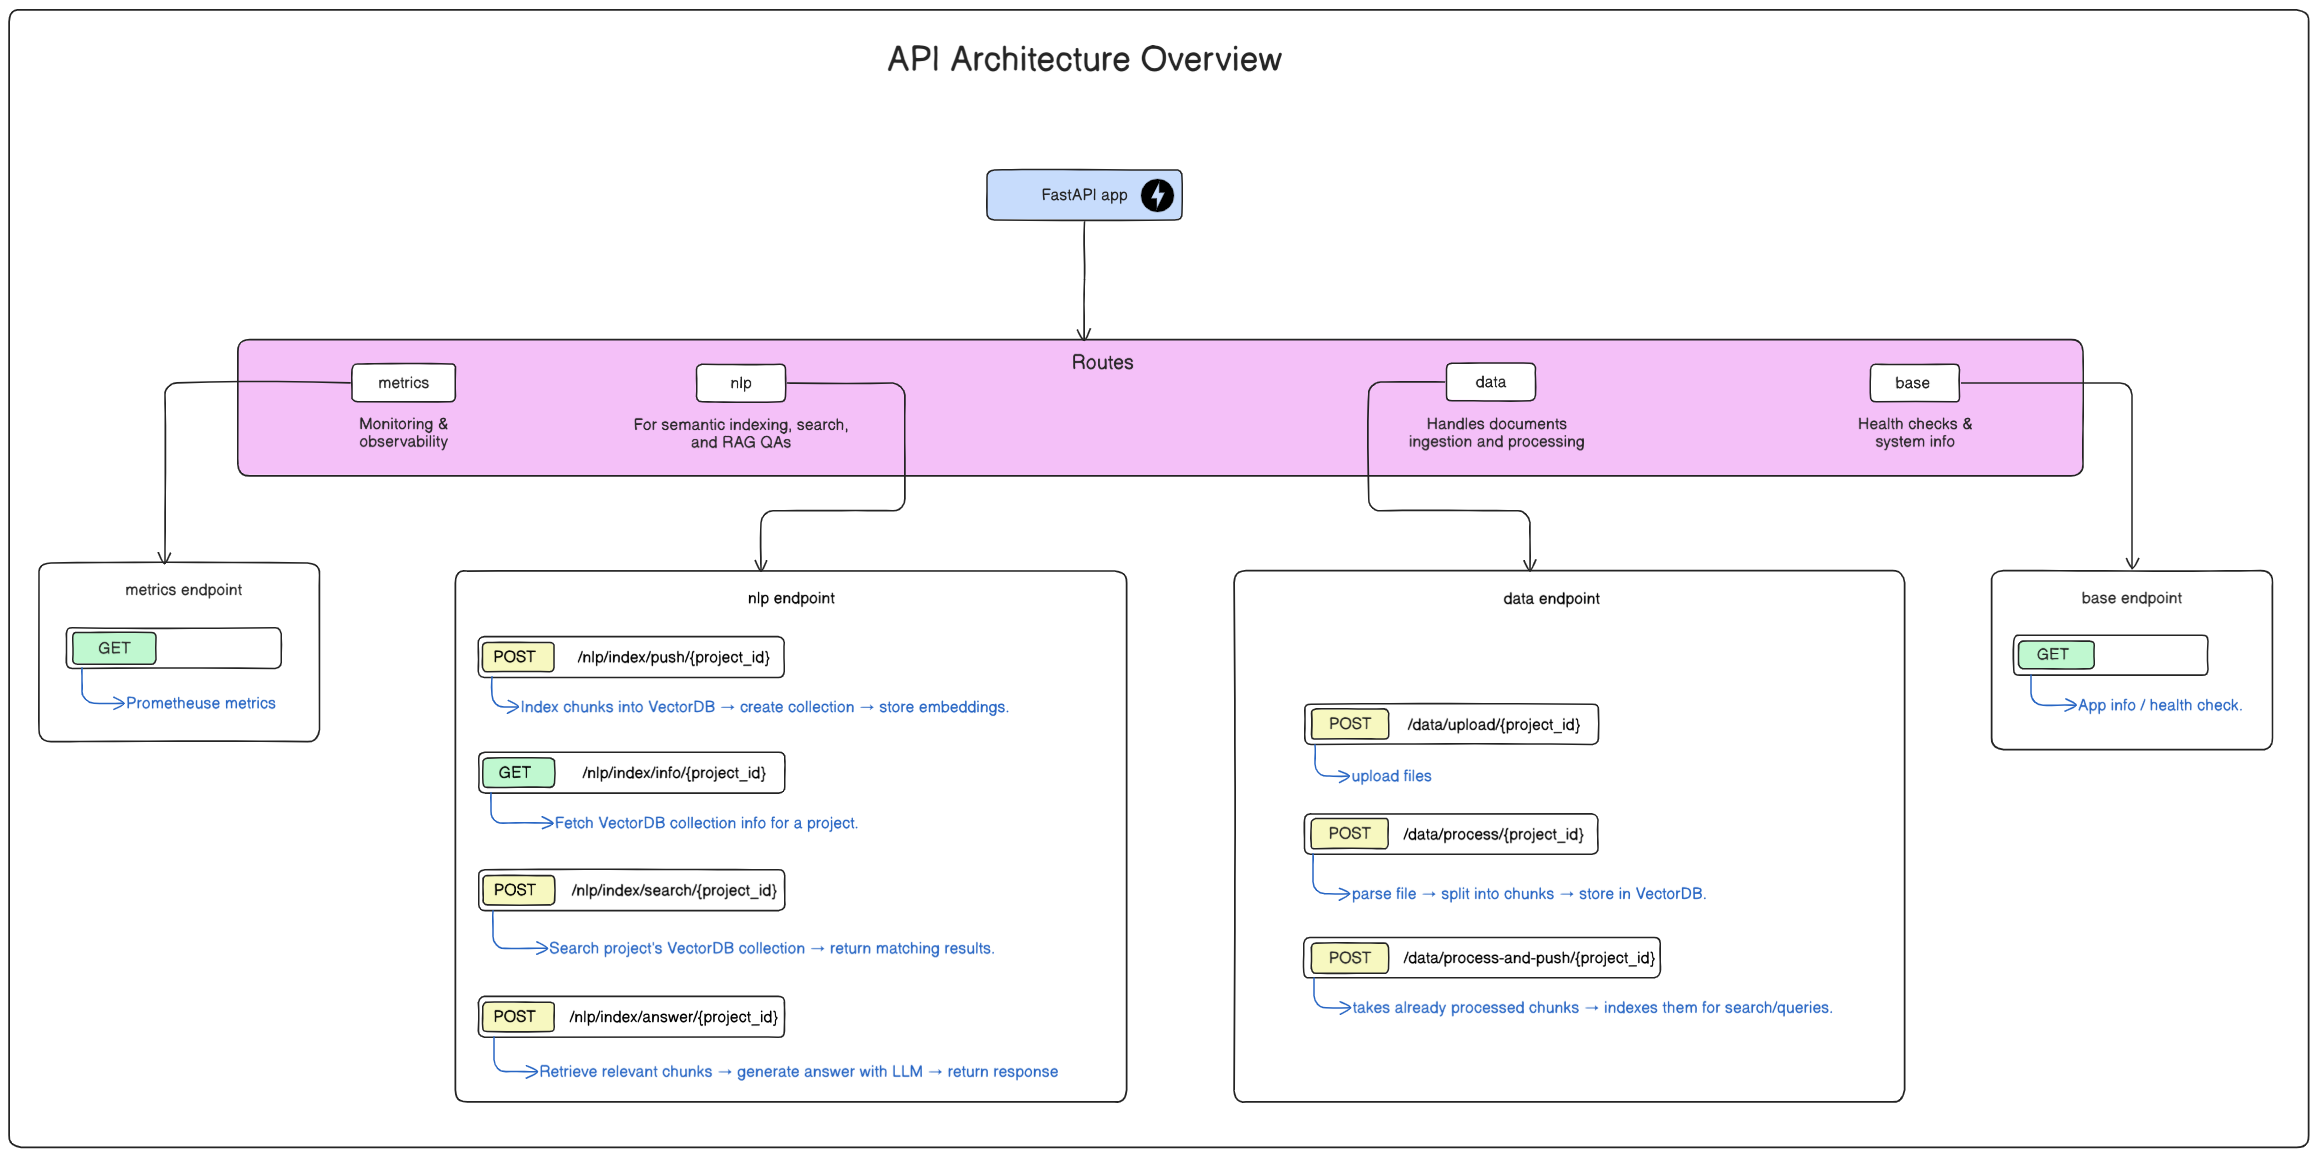 API Architecture Overview
FastAPI app
Routes
metrics
Monitoring &
observability
nlp
For semantic indexing, search,
and RAG QAs
data
Handles documents
ingestion and processing
base
Health checks &
system info
metrics endpoint
GET
Prometheuse metrics
nlp endpoint
POST /nlp/index/push/{project_id}
Index chunks into VectorDB → create collection → store embeddings.
GET /nlp/index/info/{project_id}
Fetch VectorDB collection info for a project.
POST /nlp/index/search/{project_id}
Search project's VectorDB collection → return matching results.
POST /nlp/index/answer/{project_id}
Retrieve relevant chunks → generate answer with LLM → return response
data endpoint
POST /data/upload/{project_id}
upload files
POST /data/process/{project_id}
parse file → split into chunks → store in VectorDB.
POST /data/process-and-push/{project_id}
takes already processed chunks → indexes them for search/queries.
base endpoint
GET
App info / health check.